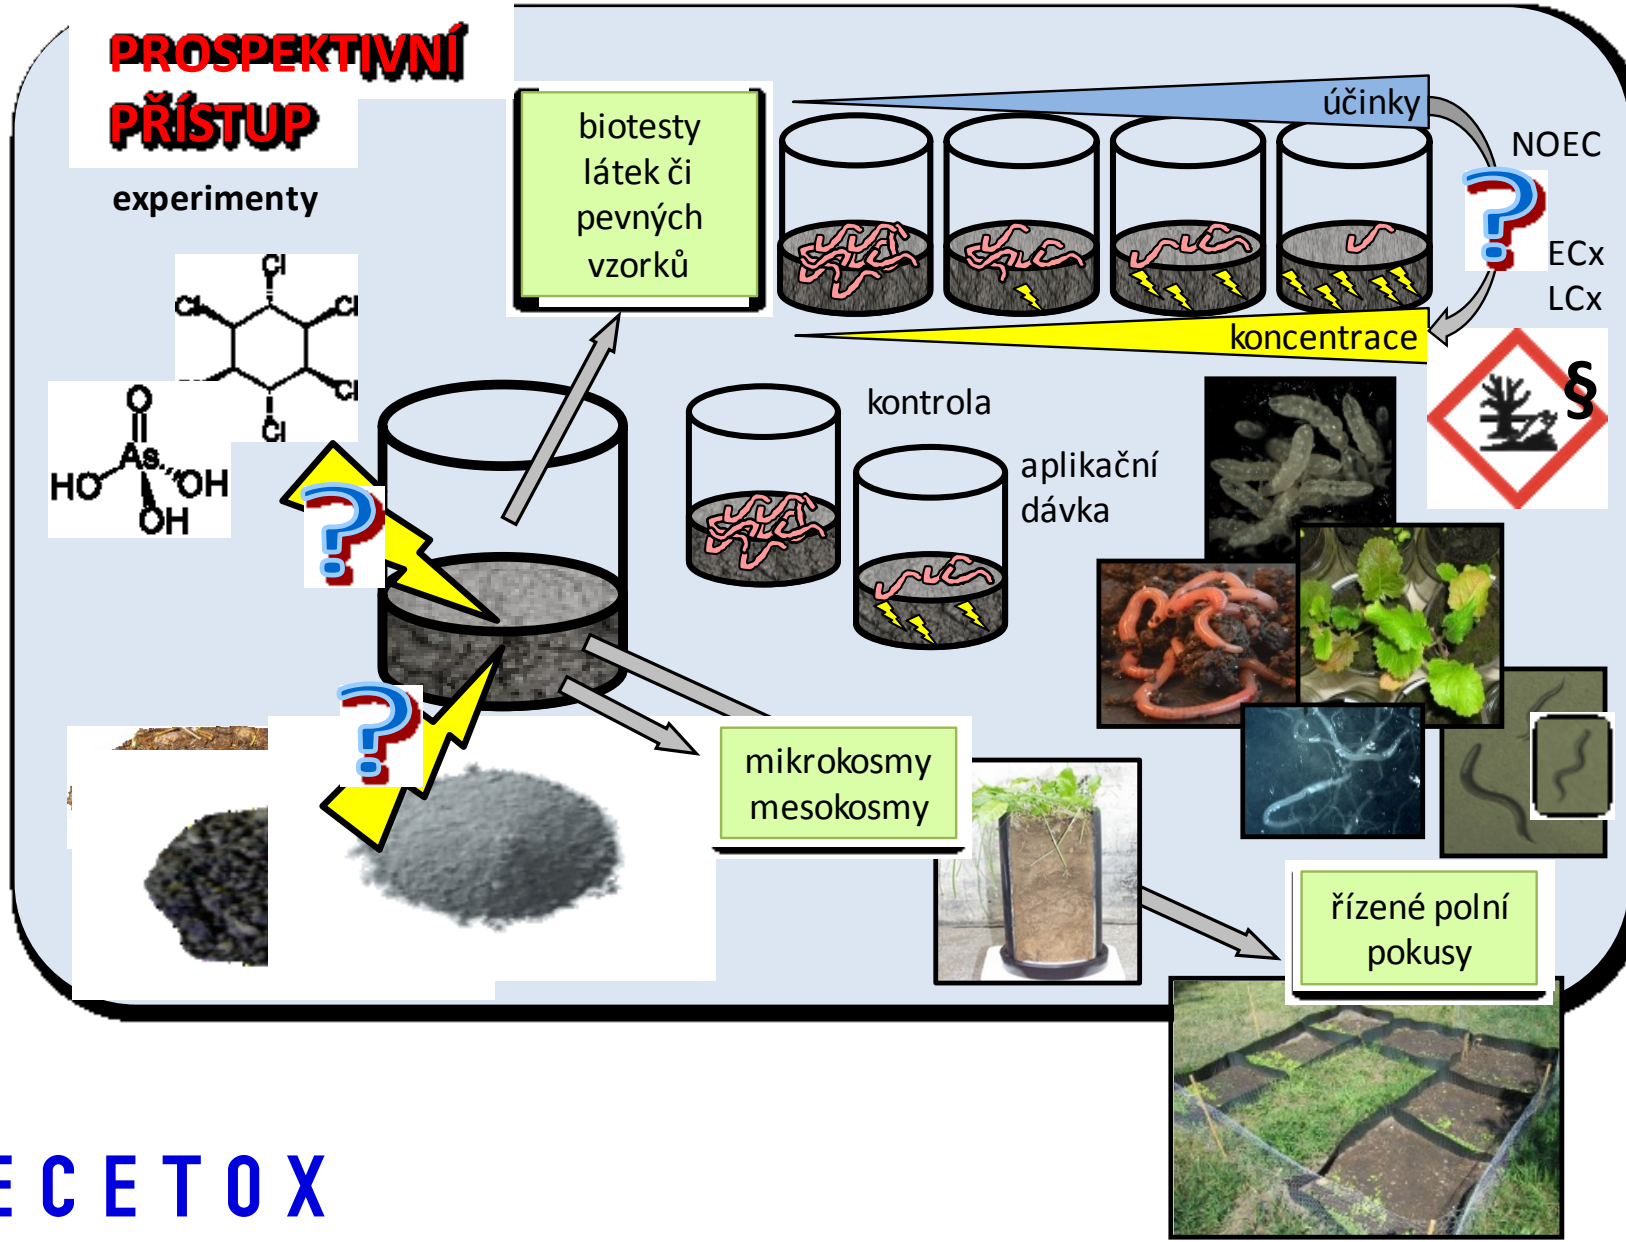 PROSPEKTIVNÍ
PŘÍSTUP
experimenty
biotesty
látek či
pevných
vzorků
účinky
NOEC
ECx
LCx
koncentrace
§
kontrola
aplikační
dávka
Cl
Cl
Cl
Cl
Cl
O
As
HO
OH
OH
mikrokosmy
mesokosmy
řízené polní
pokusy
ECETOX